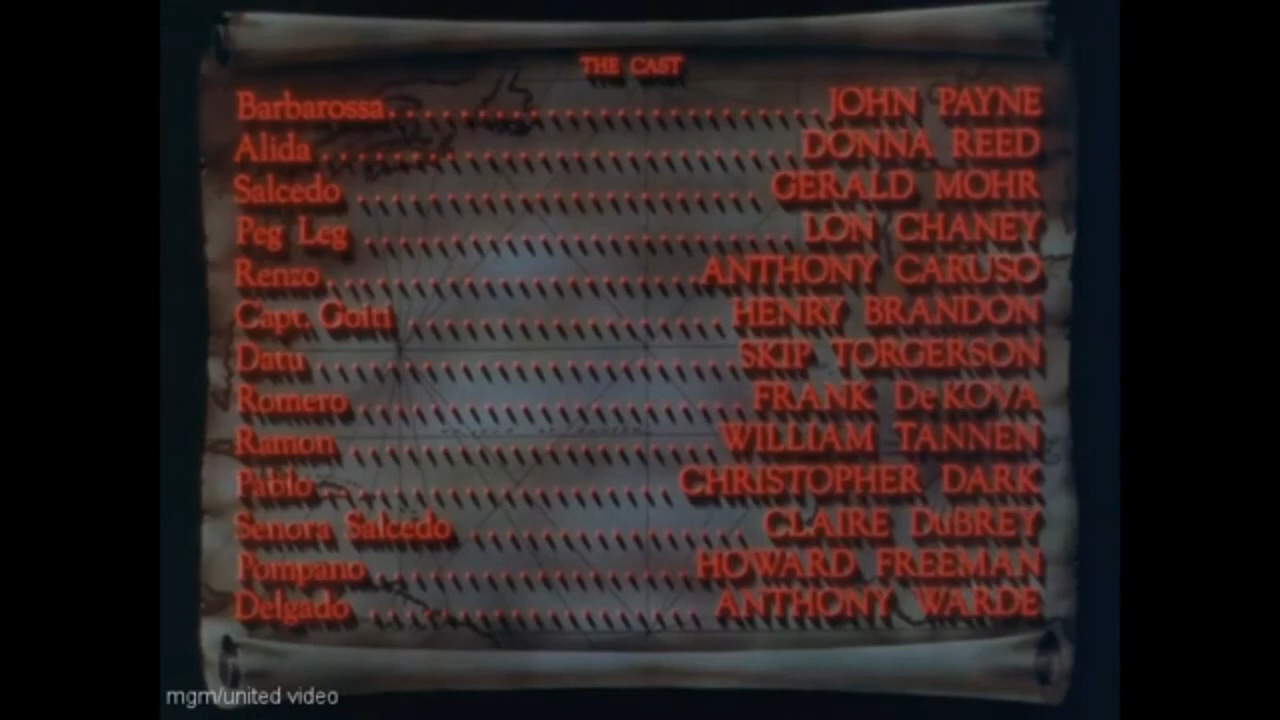 THE CAST
Barbarossa. . . . . . . . . . . . . . . . . . . . . . . . JOHN PAYNE
Alida . . . . . . . . . . . . . . . . . . . . . . . . . . DONNA REED
Salcedo . . . . . . . . . . . . . . . . . . . . . . GERALD MOHR
Peg Leg . . . . . . . . . . . . . . . . . . . . . . . . LON CHANEY
Renzo . . . . . . . . . . . . . . . . . . . . . ANTHONY CARUSO
Capt. Goiti . . . . . . . . . . . . . . . . . . HENRY BRANDON
Datu . . . . . . . . . . . . . . . . . . . . . . . . SKIP TORGERSON
Romero . . . . . . . . . . . . . . . . . . . . . . FRANK DeKOVA
Ramon . . . . . . . . . . . . . . . . . . . . . WILLIAM TANNEN
Pablo . . . . . . . . . . . . . . . . . . . . CHRISTOPHER DARK
Senora Salcedo . . . . . . . . . . . . . . . . CLAIRE DuBREY
Pompano . . . . . . . . . . . . . . . . . . HOWARD FREEMAN
Delgado . . . . . . . . . . . . . . . . . . . ANTHONY WARDE
mgm/united video